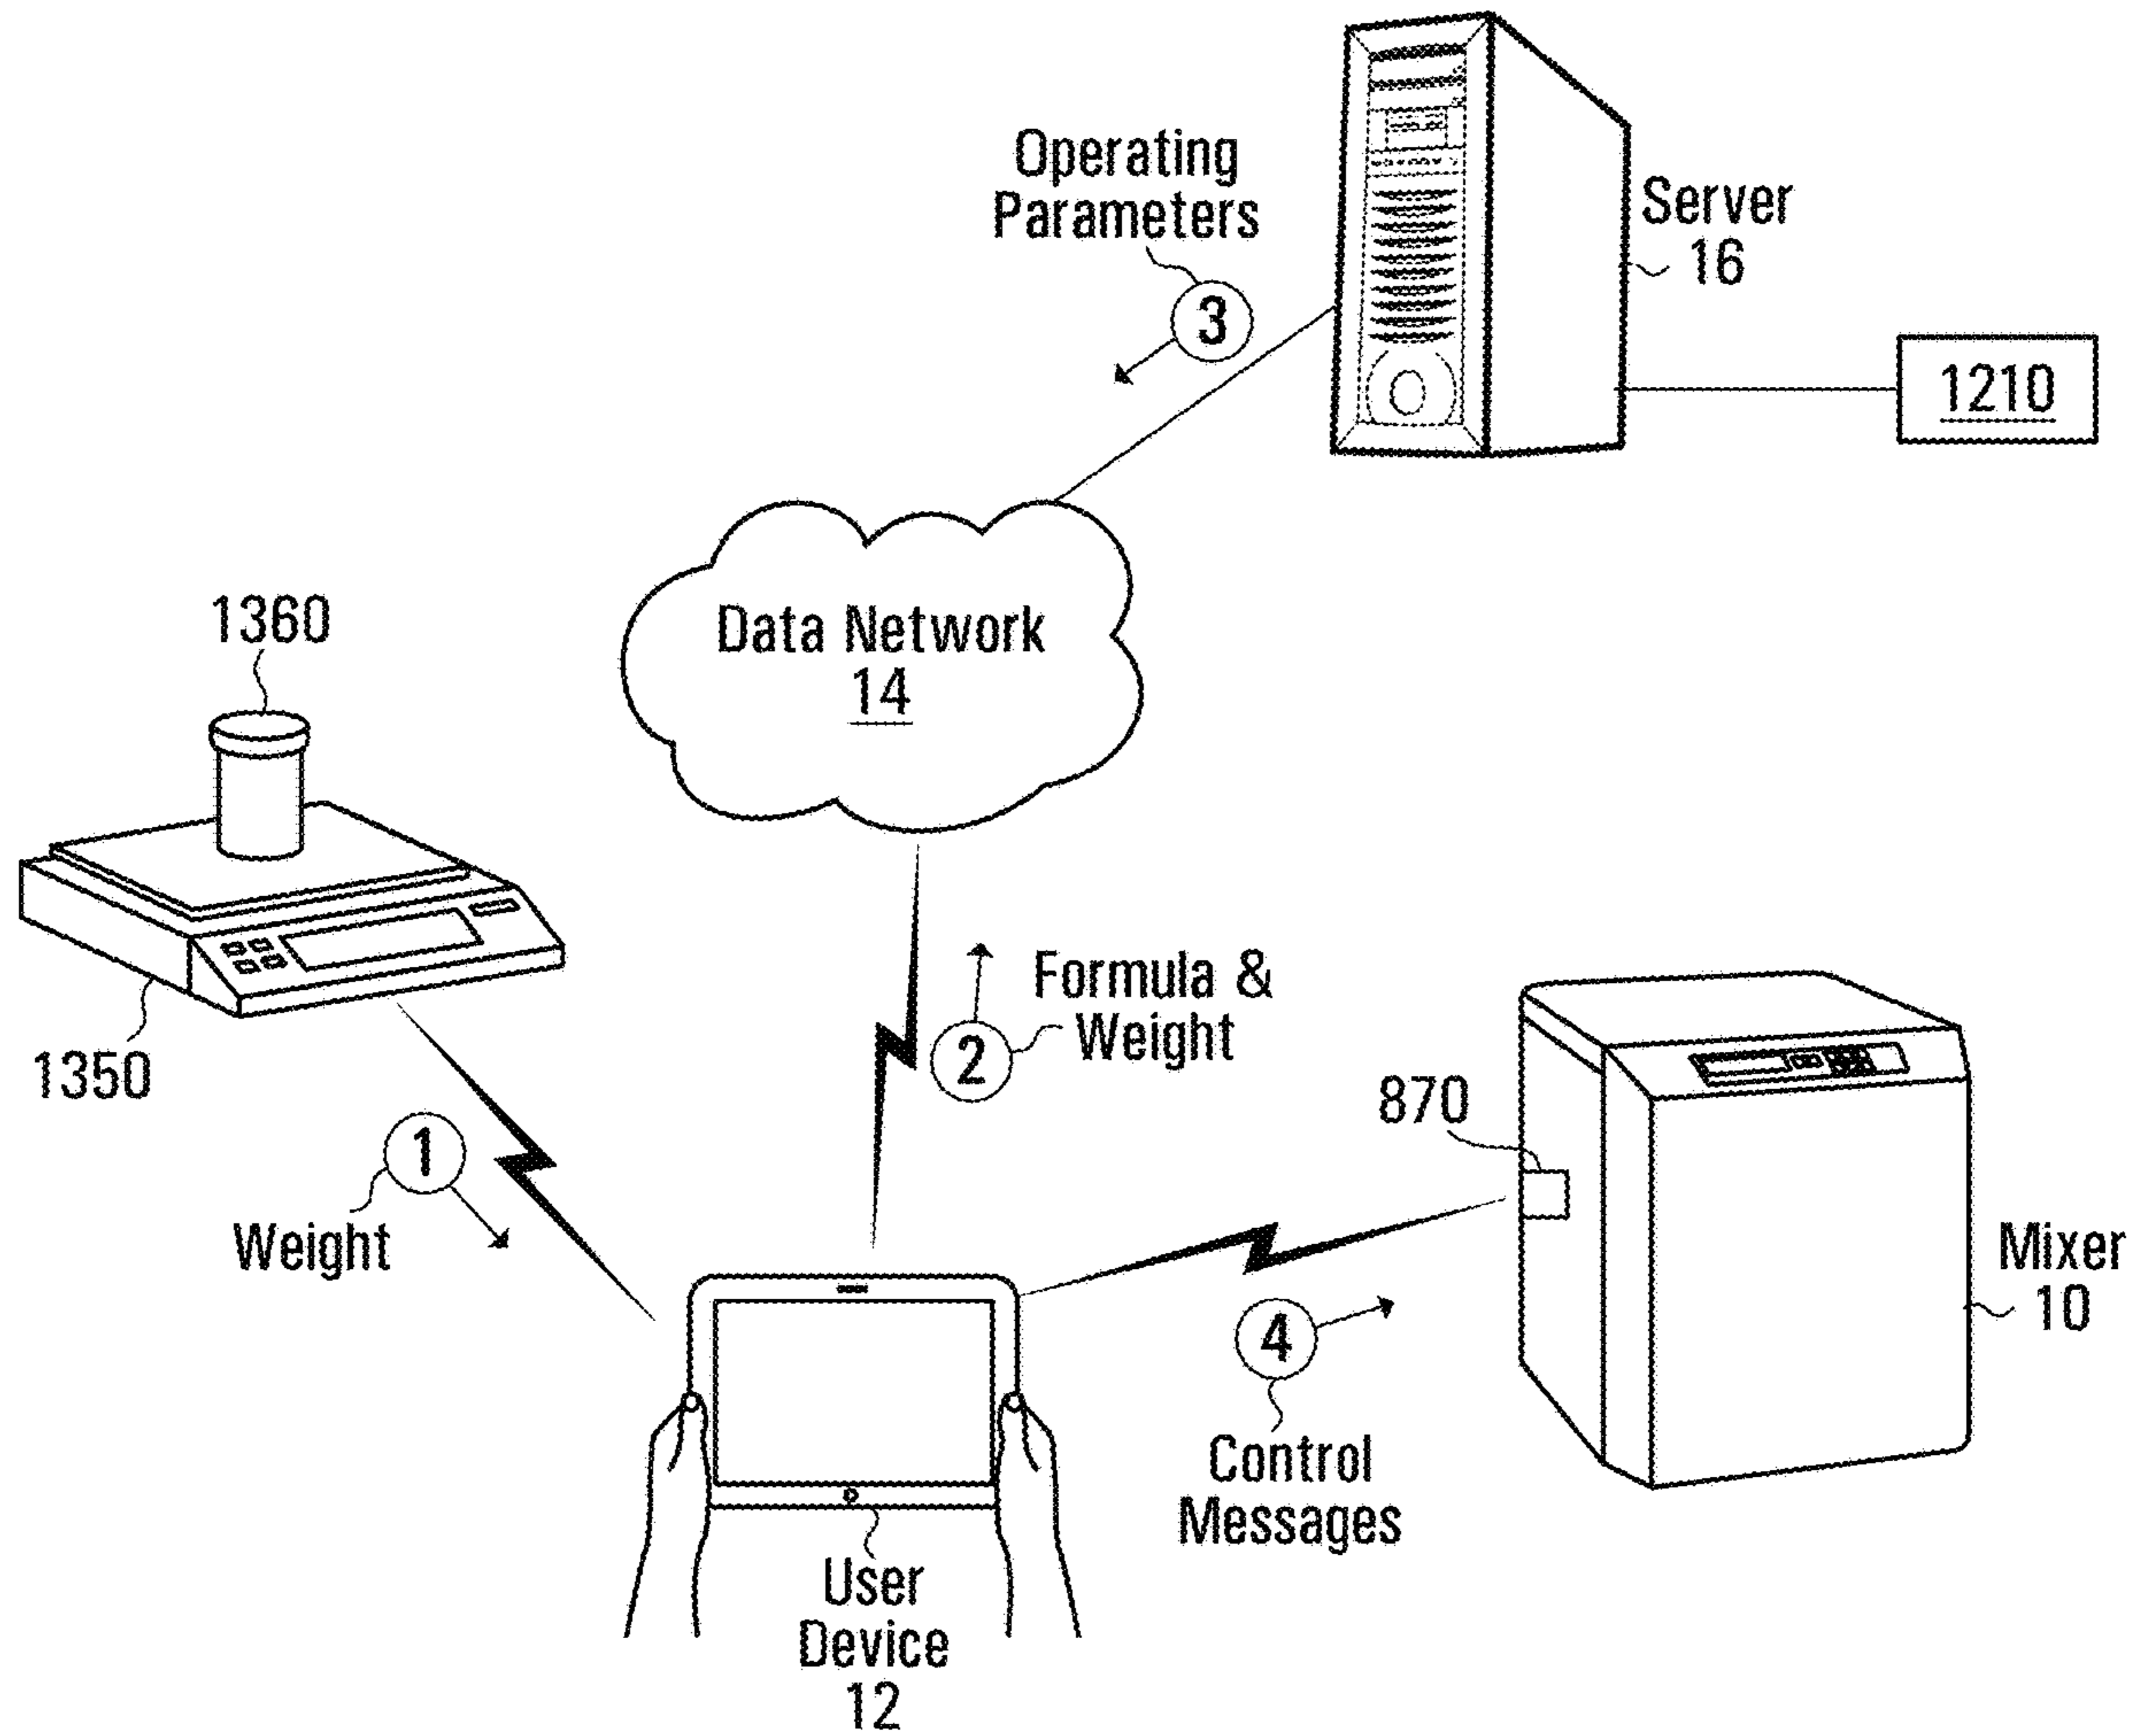 Operating
Parameters
3
Server
16
1210
Data Network
14
1360
1350
1
Weight
2
Formula &
Weight
870
Mixer
10
4
Control
Messages
User
Device
12